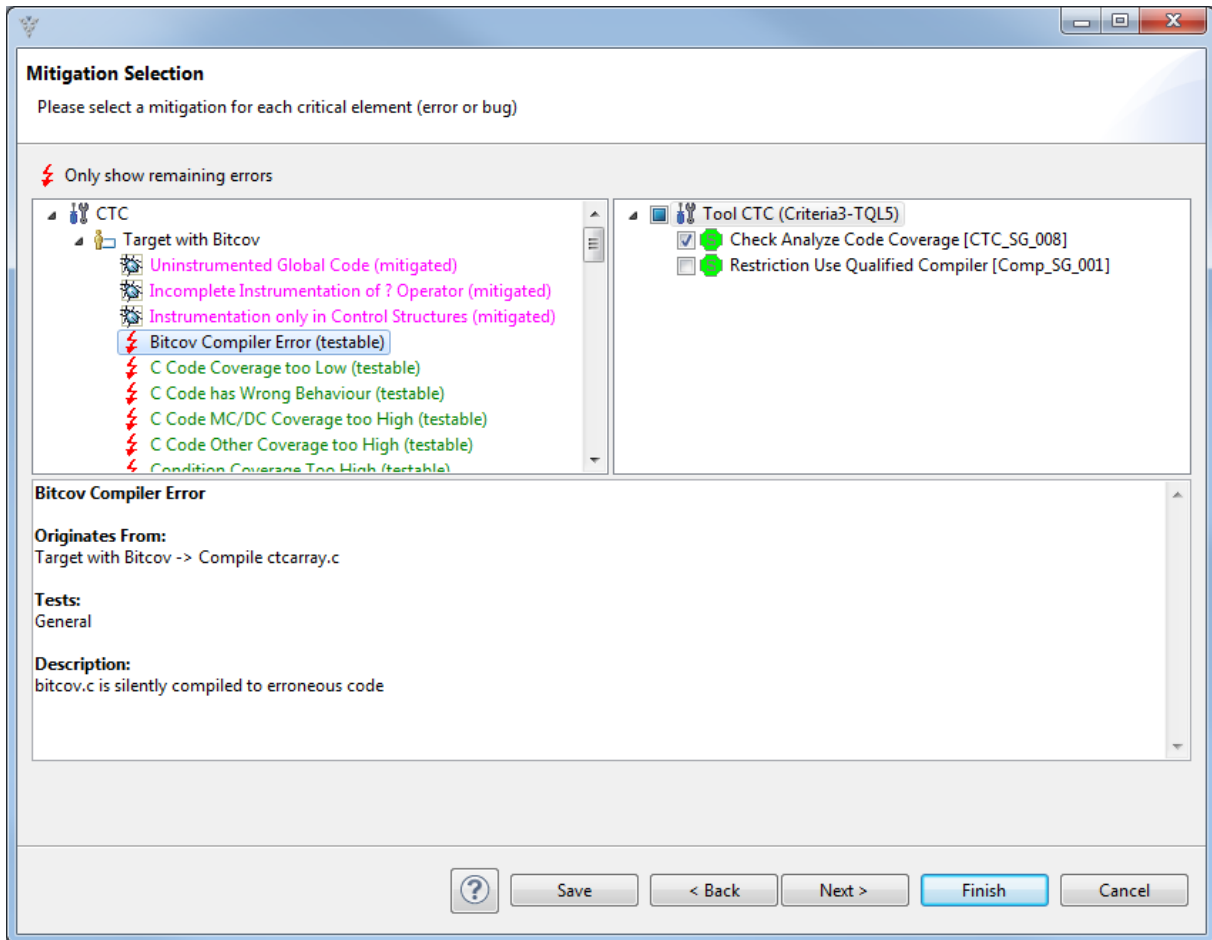 Mitigation Selection
Please select a mitigation for each critical element (error or bug)
Only show remaining errors
CTC
Target with Bitcov
Uninstrumented Global Code (mitigated)
Incomplete Instrumentation of ? Operator (mitigated)
Instrumentation only in Control Structures (mitigated)
Bitcov Compiler Error (testable)
C Code Coverage too Low (testable)
C Code has Wrong Behaviour (testable)
C Code MC/DC Coverage too High (testable)
C Code Other Coverage too High (testable)
Condition Coverage Too High (testable)
Tool CTC (Criteria3-TQL5)
Check Analyze Code Coverage [CTC_SG_008]
Restriction Use Qualified Compiler [Comp_SG_001]
Bitcov Compiler Error
Originates From:
Target with Bitcov -> Compile ctcarray.c
Tests:
General
Description:
bitcov.c is silently compiled to erroneous code
? Save < Back Next > Finish Cancel